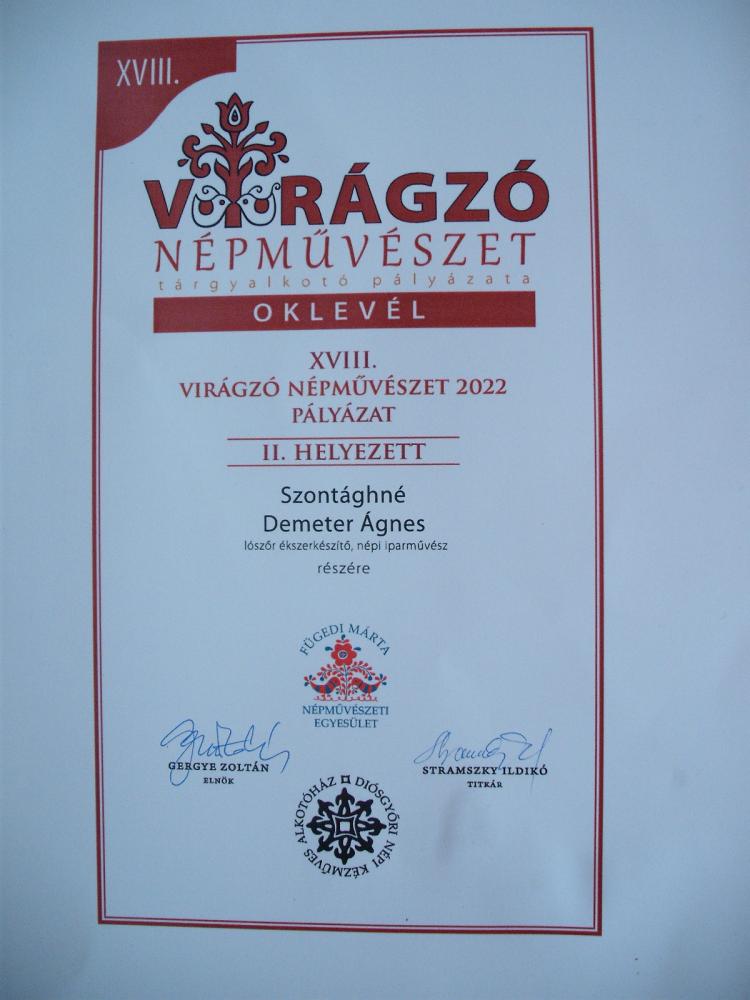 XVIII.
VIRÁGZÓ
NÉPMŰVÉSZET
tárgyalkotó pályázata
OKLEVÉL
XVIII.
VIRÁGZÓ NÉPMŰVÉSZET 2022
PÁLYÁZAT
II. HELYEZETT
Szontághné
Demeter Ágnes
lószőr ékszerkészítő, népi iparművész
részére
FÜGEDI MÁRTA
NÉPMŰVÉSZETI
EGYESÜLET
GERGYE ZOLTÁN
ELNÖK
STRAMSZKY ILDIKÓ
TITKÁR
DIÓSGYŐRI NÉPI KÉZMŰVES ALKOTÓHÁZ